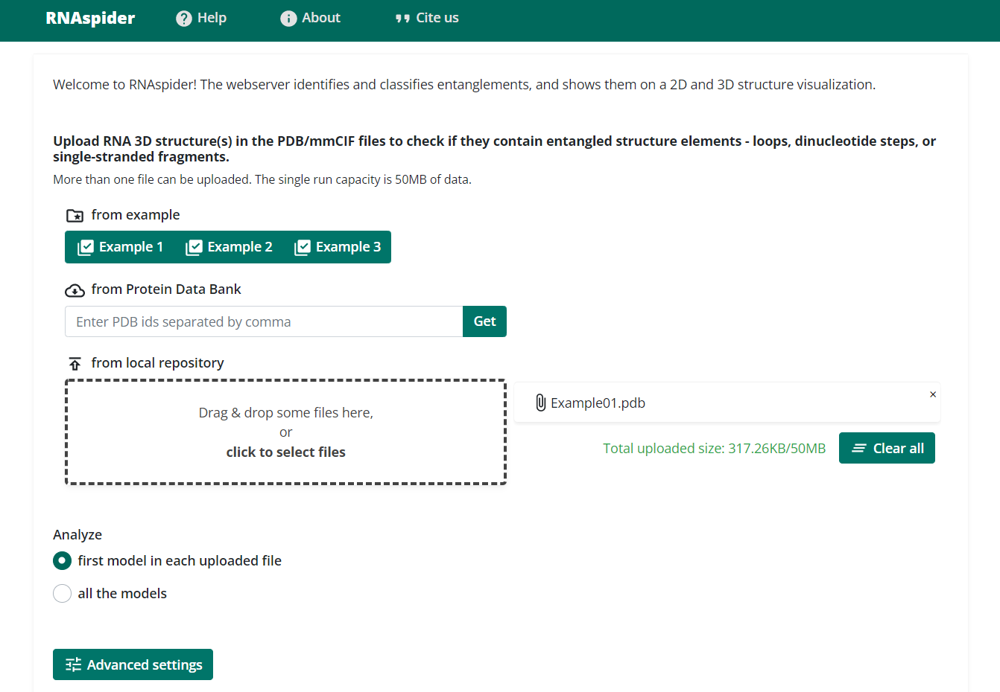 RNAspider
Help
About
Cite us
Welcome to RNAspider! The webserver identifies and classifies entanglements, and shows them on a 2D and 3D structure visualization.
Upload RNA 3D structure(s) in the PDB/mmCIF files to check if they contain entangled structure elements - loops, dinucleotide steps, or
single-stranded fragments.
More than one file can be uploaded. The single run capacity is 50MB of data.
from example
Example 1
Example 2
Example 3
from Protein Data Bank
Enter PDB ids separated by comma
Get
from local repository
Drag & drop some files here,
or
click to select files
Example01.pdb
×
Total uploaded size: 317.26KB/50MB
Clear all
Analyze
first model in each uploaded file
all the models
Advanced settings